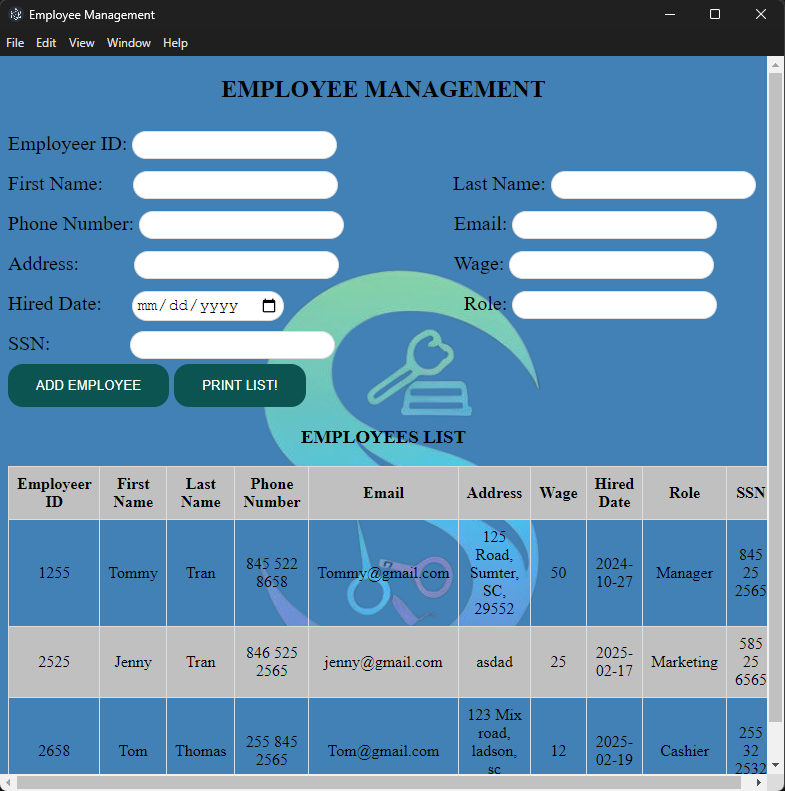 Employee Management
File Edit View Window Help
EMPLOYEE MANAGEMENT
Employeer ID:
First Name: Last Name:
Phone Number: Email:
Address: Wage:
Hired Date: mm/dd/yyyy Role:
SSN:
ADD EMPLOYEE PRINT LIST!
EMPLOYEES LIST
Employeer ID First Name Last Name Phone Number Email Address Wage Hired Date Role SSN
1255 Tommy Tran 845 522 8658 Tommy@gmail.com 125 Road, Sumter, SC, 29552 50 2024-10-27 Manager 845 25 2565
2525 Jenny Tran 846 525 2565 jenny@gmail.com asdad 25 2025-02-17 Marketing 585 25 6565
2658 Tom Thomas 255 845 2565 Tom@gmail.com 123 Mix road, ladson, sc 12 2025-02-19 Cashier 255 32 2532